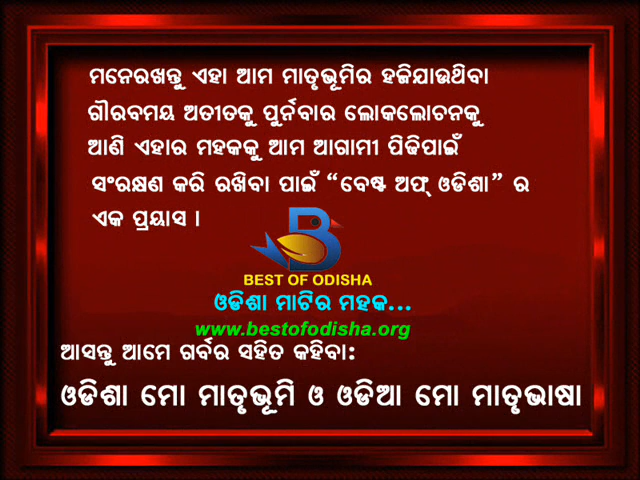 ମନେରଖନ୍ତୁ ଏହା ଆମ ମାତୃଭୂମିର ହଜିଯାଉଥିବା
ଗୌରବମୟ ଅତୀତକୁ ପୁର୍ନବାର ଲୋକଲୋଚନକୁ
ଆଣି ଏହାର ମହକକୁ ଆମ ଆଗାମୀ ପିଢିପାଇଁ
ସଂରକ୍ଷଣ କରି ରଖିବା ପାଇଁ “ବେଷ୍ଟ ଅଫ୍ ଓଡିଶା” ର
ଏକ ପ୍ରୟାସ ।
B
BEST OF ODISHA
ଓଡିଶା ମାଟିର ମହକ...
www.bestofodisha.org
ଆସନ୍ତୁ ଆମେ ଗର୍ବର ସହିତ କହିବା:
ଓଡିଶା ମୋ ମାତୃଭୂମି ଓ ଓଡିଆ ମୋ ମାତୃଭାଷା